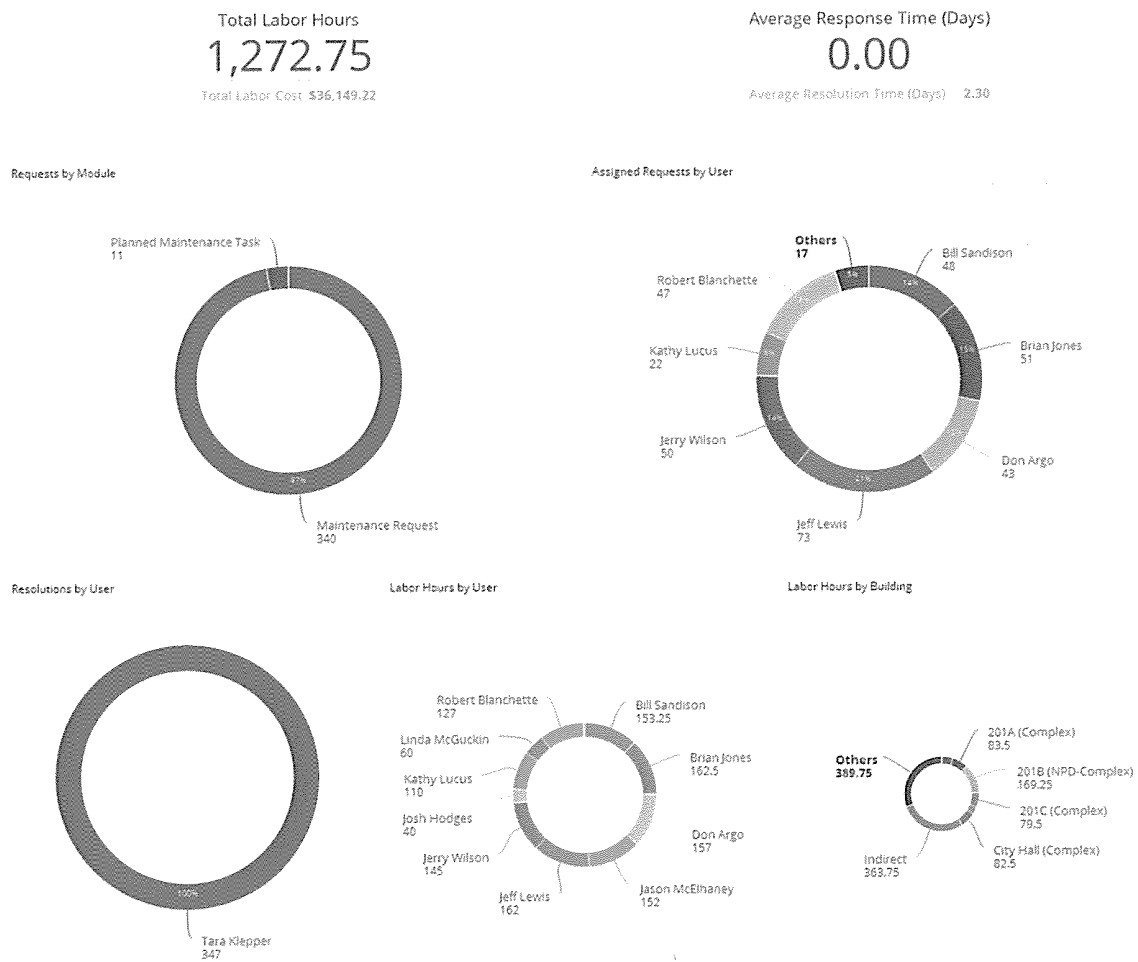 Total Labor Hours
1,272.75
Total Labor Cost $36,149.22
Average Response Time (Days)
0.00
Average Resolution Time (Days) 2.30
Requests by Module
Planned Maintenance Task
11
97%
Maintenance Request
340
Assigned Requests by User
Others
17
5%
Bill Sandison
48
14%
Robert Blanchette
47
Brian Jones
51
Kathy Lucus
22
6%
Jerry Wilson
50
14%
Don Argo
43
21%
Jeff Lewis
73
Resolutions by User
100%
Tara Klepper
347
Labor Hours by User
Robert Blanchette
127
Bill Sandison
153.25
Linda McGuckin
60
Brian Jones
162.5
Kathy Lucus
110
Josh Hodges
40
Don Argo
157
Jerry Wilson
145
Jason McElhaney
152
Jeff Lewis
162
Labor Hours by Building
201A (Complex)
83.5
Others
389.75
201B (NPD-Complex)
169.25
201C (Complex)
79.5
City Hall (Complex)
82.5
Indirect
363.75